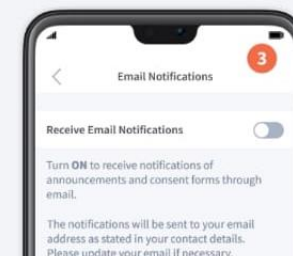 3
Email Notifications
Receive Email Notifications
Turn ON to receive notifications of
announcements and consent forms through
email.
The notifications will be sent to your email
address as stated in your contact details.
Please update your email if necessary.